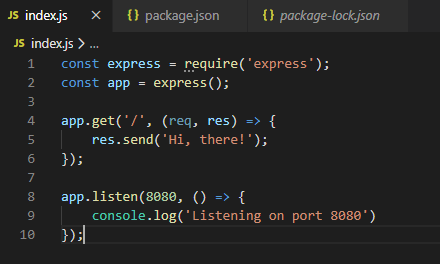 JS index.js × {} package.json {} package-lock.json
JS index.js > ...
1 const express = require('express');
2 const app = express();
3
4 app.get('/', (req, res) => {
5     res.send('Hi, there!');
6 });
7
8 app.listen(8080, () => {
9     console.log('Listening on port 8080')
10 });